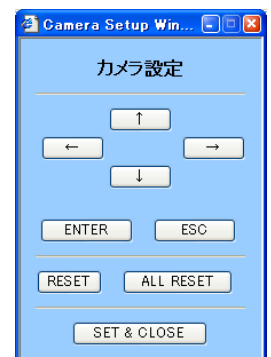 Camera Setup Win...
カメラ設定
↑
← →
↓
ENTER ESC
RESET ALL RESET
SET & CLOSE